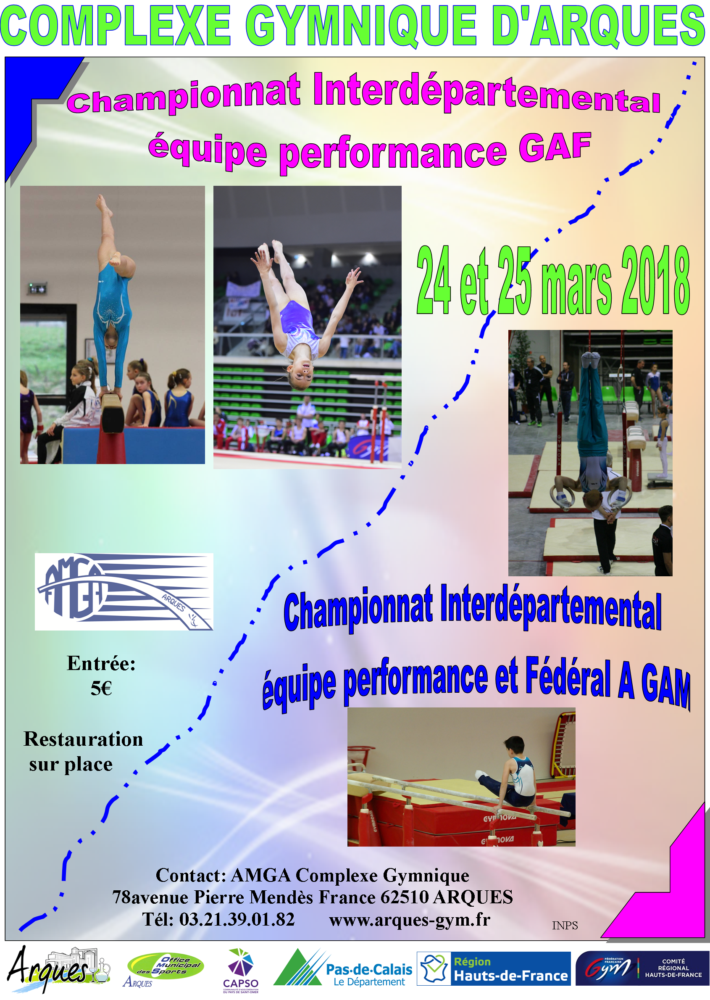 COMPLEXE GYMNIQUE D'ARQUES
Championnat Interdépartemental
équipe performance GAF
24 et 25 mars 2018
GYMNOVA
GYMNOVA
AMGA
ARQUES
Championnat Interdépartemental
équipe performance et Fédéral A GAM
Entrée:
5€
Restauration
sur place
GYMNOVA
GYMNOVA
GYMNOVA
Contact: AMGA Complexe Gymnique
78avenue Pierre Mendès France 62510 ARQUES
Tél: 03.21.39.01.82 www.arques-gym.fr
INPS
Arques
Office
Municipal
des Sports
ARQUES
CAPSO
COMMUNAUTÉ D'AGGLOMÉRATION
DU PAYS DE SAINT-OMER
Pas-de-Calais
Le Département
Région
Hauts-de-France
FÉDÉRATION
FRANÇAISE
Gym
COMITÉ
RÉGIONAL
HAUTS-DE-FRANCE